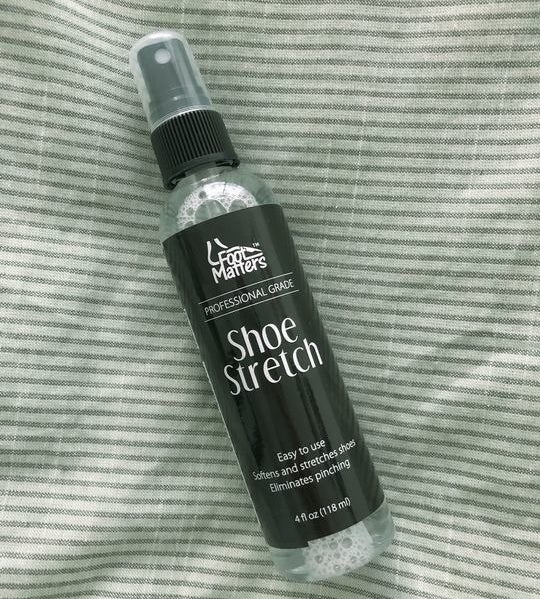 Foot™
Matters
PROFESSIONAL GRADE
Shoe
Stretch
Easy to use
Softens and stretches shoes
Eliminates pinching
4 fl oz (118 ml)